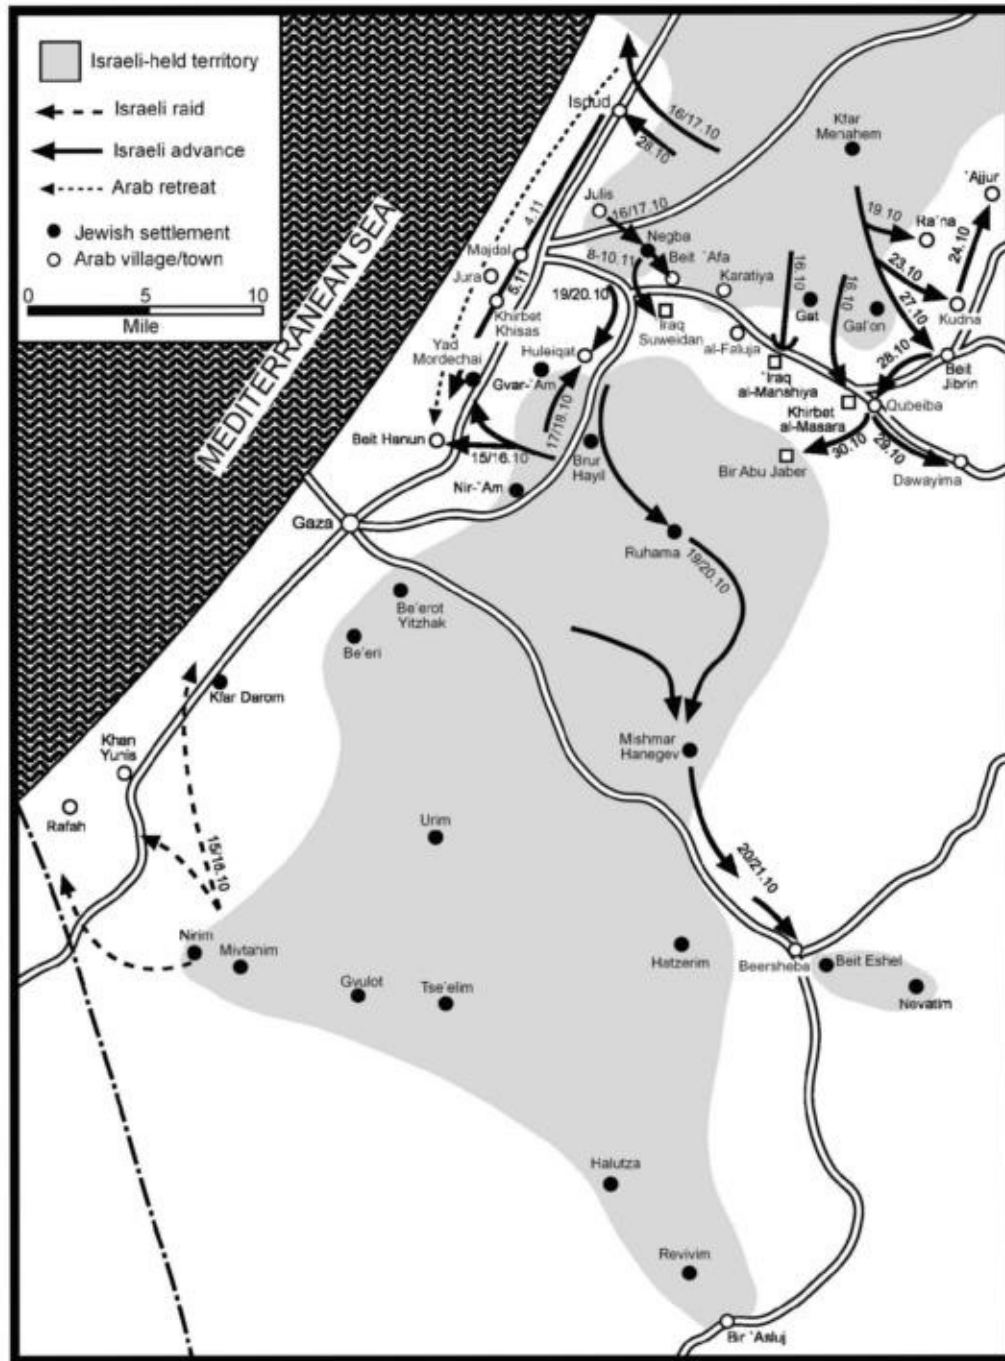 Israeli-held territory
Israeli raid
Israeli advance
Arab retreat
Jewish settlement
Arab village/town
0 5 10
Mile
MEDITERRANEAN SEA
Isdud
16/17.10
28.10
Kfar
Menahem
`Ajjur
Julis
16/17.10
19.10
Ra`na
24.10
Negba
Majdal
4.11
8-10.11
Beit `Afa
Karatiya
16.10
16.10
23.10
27.10
Jura
5.11
19/20.10
Gat
Gal'on
Kudna
Khirbet
Khisas
Iraq
Suweidan
al-Faluja
Yad
Mordechai
Huleiqat
Gvar-`Am
`Iraq
al-Manshiya
28.10
Beit
Jibrin
Khirbet
al-Masara
Qubeiba
Beit Hanun
15/16.10
17/18.10
Brur
Hayil
30.10
29.10
Bir Abu Jaber
Dawayima
Nir-`Am
Gaza
Ruhama
19/20.10
Be'erot
Yitzhak
Be'eri
Kfar Darom
Khan
Yunis
Mishmar
Hanegev
Rafah
15/16.10
Urim
20/21.10
Nirim
Mivtahim
Hatzerim
Beersheba
Beit Eshel
Gvulot
Tse'elim
Nevatim
Halutza
Revivim
Bir `Asluj